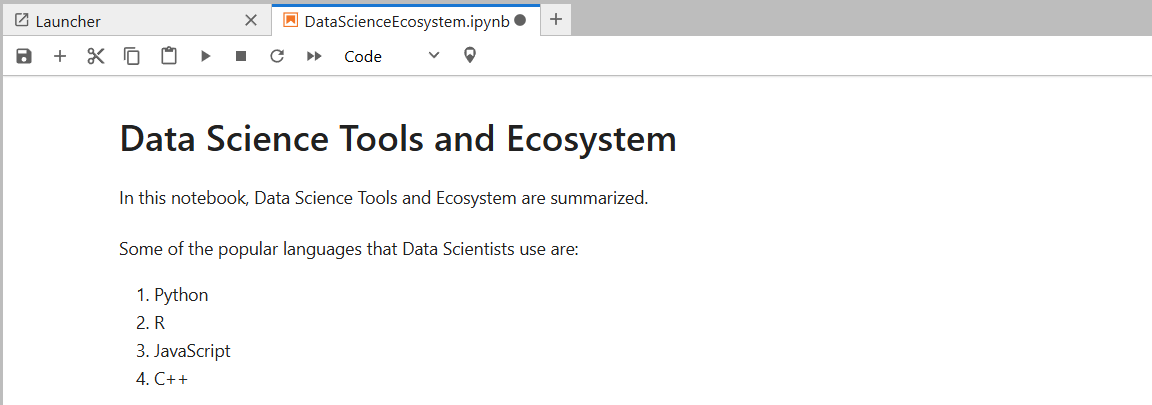 Launcher
DataScienceEcosystem.ipynb
Code
Data Science Tools and Ecosystem
In this notebook, Data Science Tools and Ecosystem are summarized.
Some of the popular languages that Data Scientists use are:
1. Python
2. R
3. JavaScript
4. C++